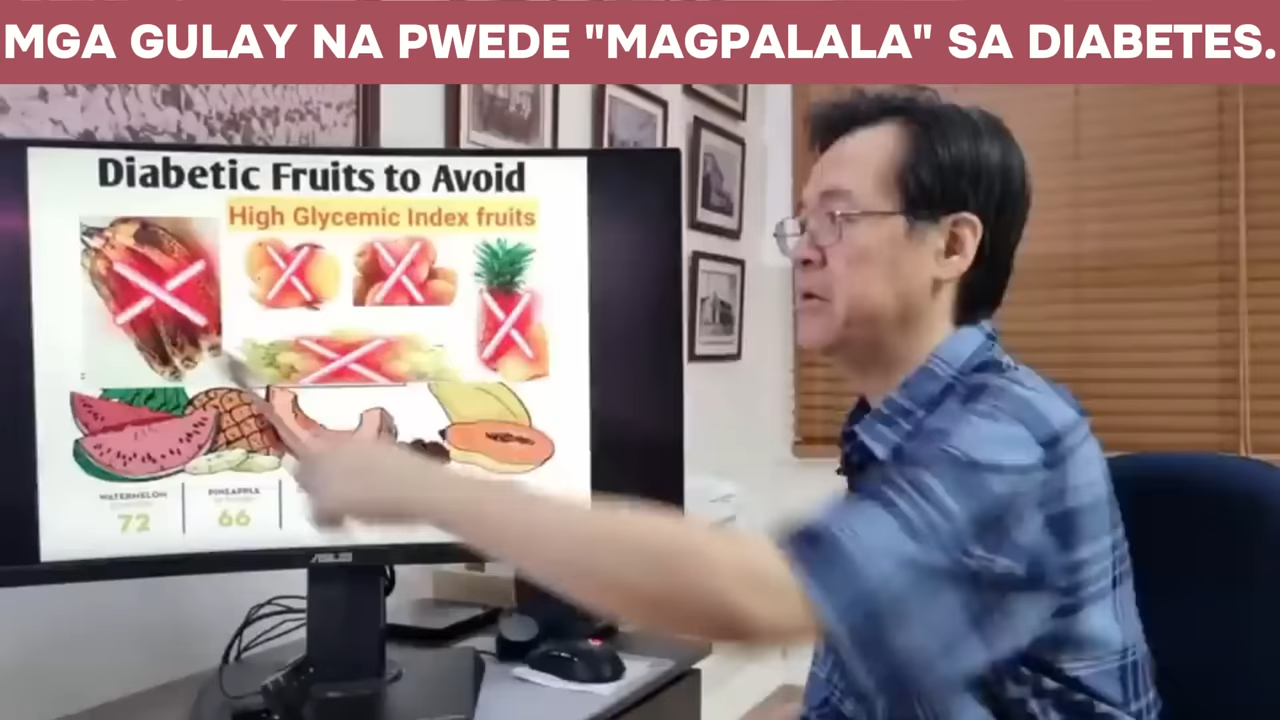 MGA GULAY NA PWEDE "MAGPALALA" SA DIABETES.
Diabetic Fruits to Avoid
High Glycemic Index fruits
WATERMELON
72
PINEAPPLE
66
ASUS